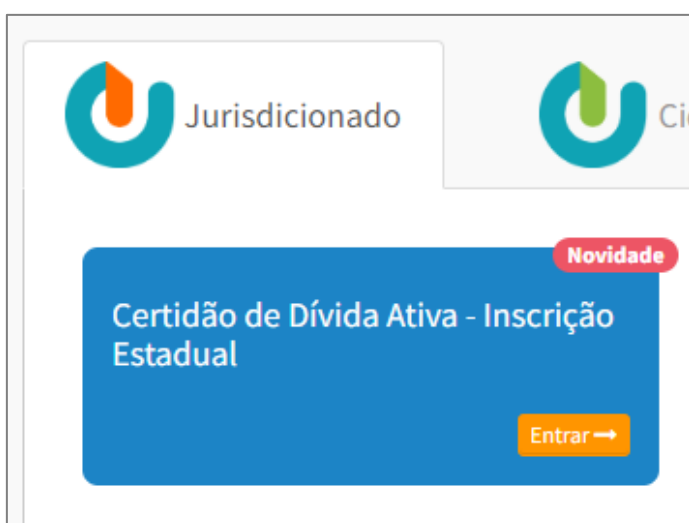 Jurisdicionado
Novidade
Certidão de Dívida Ativa - Inscrição
Estadual
Entrar